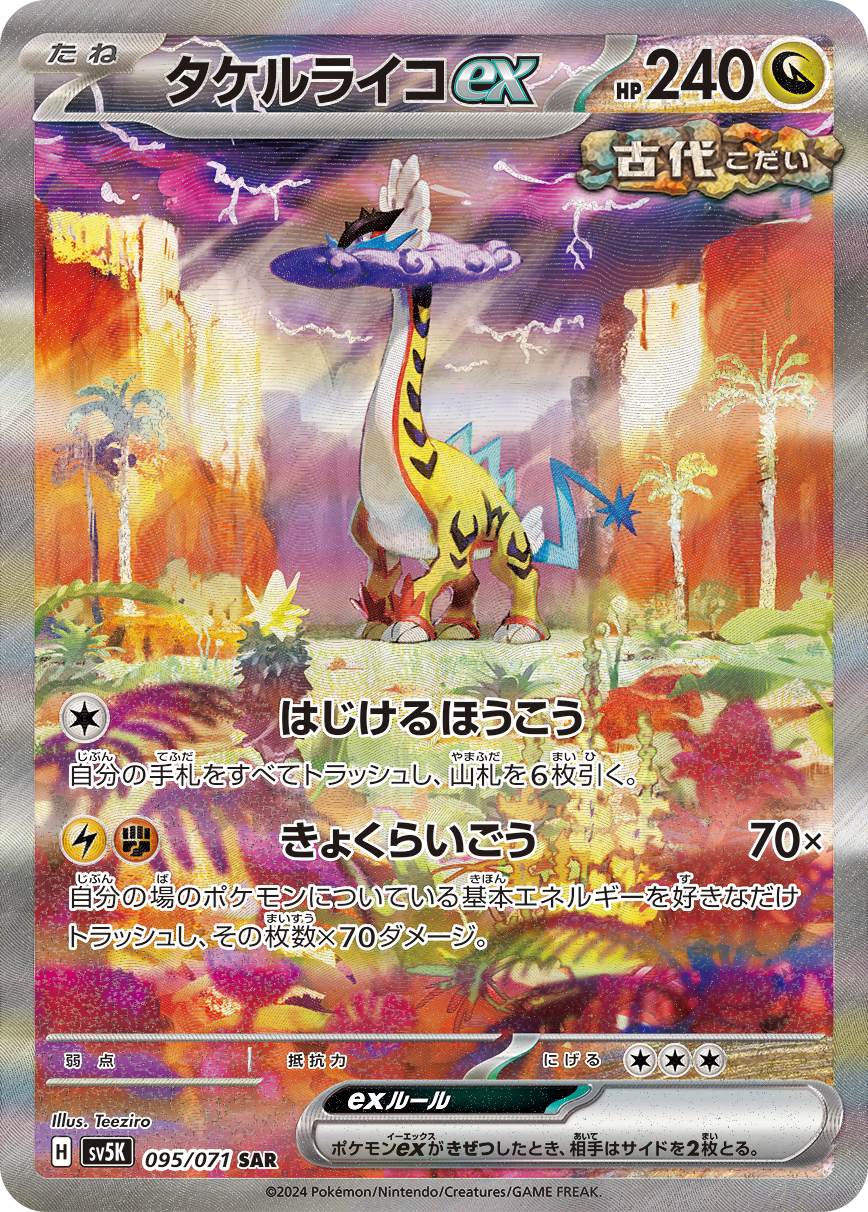 たね
タケルライコex
HP 240
古代 こだい
はじけるほうこう
自分の手札をすべてトラッシュし、山札を6枚引く。
きょくらいごう 70×
自分の場のポケモンについている基本エネルギーを好きなだけ
トラッシュし、その枚数×70ダメージ。
弱点 抵抗力 にげる
exルール
ポケモンexがきぜつしたとき、相手はサイドを2枚とる。
Illus. Teeziro
H sv5K 095/071 SAR
©2024 Pokémon/Nintendo/Creatures/GAME FREAK.